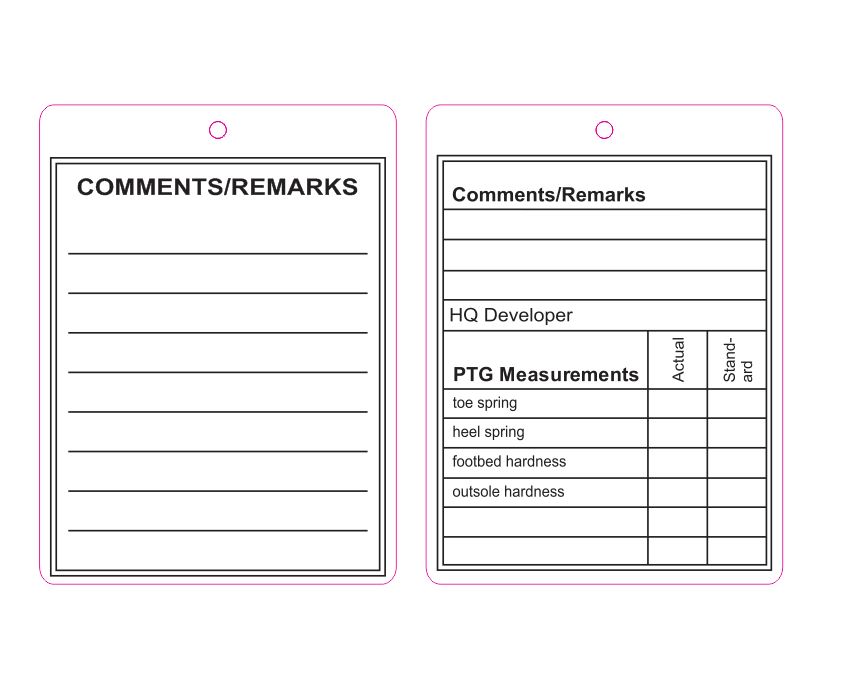 COMMENTS/REMARKS
Comments/Remarks
HQ Developer
PTG Measurements
Actual
Stand-
ard
toe spring
heel spring
footbed hardness
outsole hardness